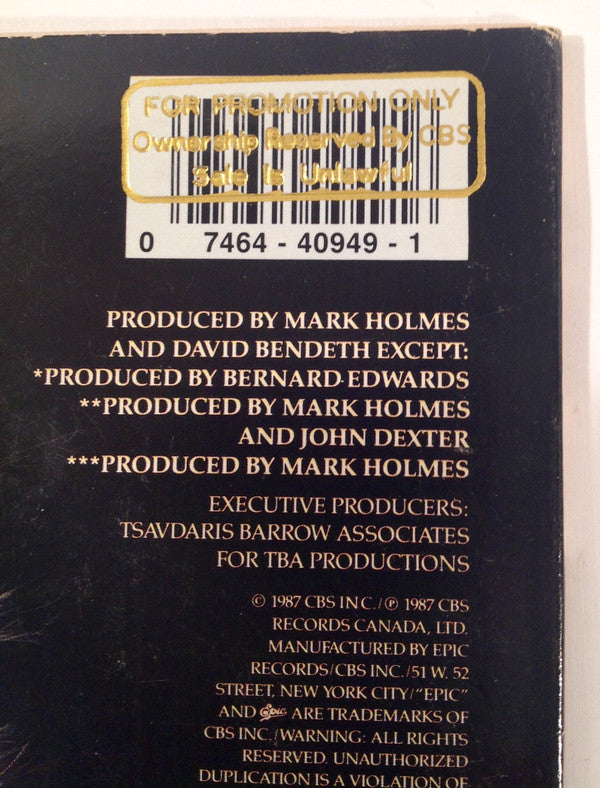 FOR PROMOTION ONLY
Ownership Reserved By CBS
Sale Is Unlawful
0 7464 - 40949 - 1
PRODUCED BY MARK HOLMES
AND DAVID BENDETH EXCEPT:
*PRODUCED BY BERNARD EDWARDS
**PRODUCED BY MARK HOLMES
AND JOHN DEXTER
***PRODUCED BY MARK HOLMES
EXECUTIVE PRODUCERS:
TSAVDARIS BARROW ASSOCIATES
FOR TBA PRODUCTIONS
© 1987 CBS INC./℗ 1987 CBS
RECORDS CANADA, LTD.
MANUFACTURED BY EPIC
RECORDS/CBS INC./51 W. 52
STREET, NEW YORK CITY/"EPIC"
AND Epic ARE TRADEMARKS OF
CBS INC./WARNING: ALL RIGHTS
RESERVED. UNAUTHORIZED
DUPLICATION IS A VIOLATION OF